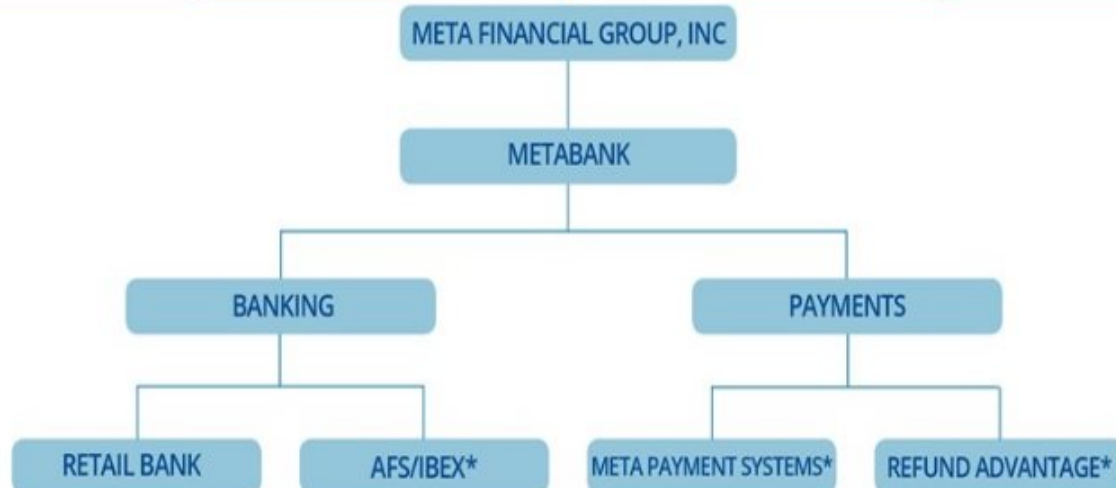 META FINANCIAL GROUP, INC
METABANK
BANKING
PAYMENTS
RETAIL BANK
AFS/IBEX*
META PAYMENT SYSTEMS*
REFUND ADVANTAGE*